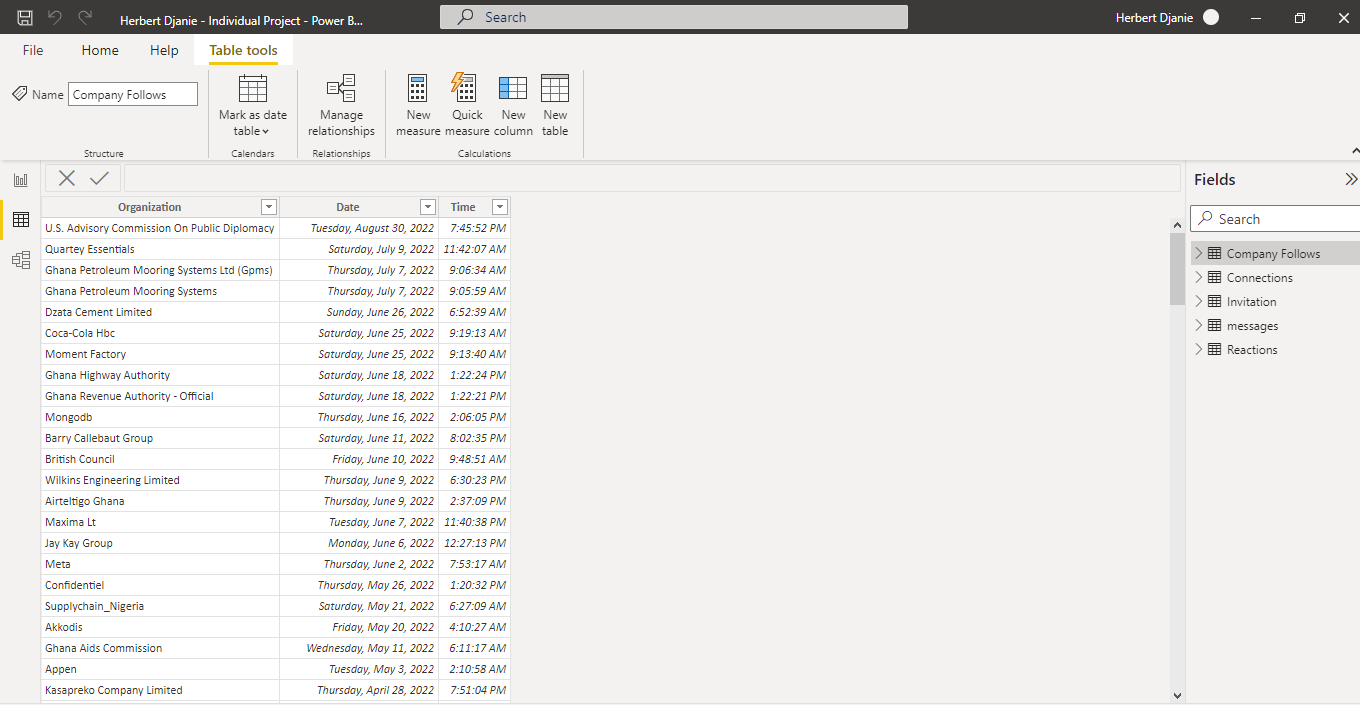 Herbert Djanie - Individual Project - Power B...
Search
Herbert Djanie
File Home Help Table tools
Name Company Follows
Mark as date table
Manage relationships
New measure
Quick measure
New column
New table
Structure Calendars Relationships Calculations
Organization Date Time
U.S. Advisory Commission On Public Diplomacy Tuesday, August 30, 2022 7:45:52 PM
Quartey Essentials Saturday, July 9, 2022 11:42:07 AM
Ghana Petroleum Mooring Systems Ltd (Gpms) Thursday, July 7, 2022 9:06:34 AM
Ghana Petroleum Mooring Systems Thursday, July 7, 2022 9:05:59 AM
Dzata Cement Limited Sunday, June 26, 2022 6:52:39 AM
Coca-Cola Hbc Saturday, June 25, 2022 9:19:13 AM
Moment Factory Saturday, June 25, 2022 9:13:40 AM
Ghana Highway Authority Saturday, June 18, 2022 1:22:24 PM
Ghana Revenue Authority - Official Saturday, June 18, 2022 1:22:21 PM
Mongodb Thursday, June 16, 2022 2:06:05 PM
Barry Callebaut Group Saturday, June 11, 2022 8:02:35 PM
British Council Friday, June 10, 2022 9:48:51 AM
Wilkins Engineering Limited Thursday, June 9, 2022 6:30:23 PM
Airteltigo Ghana Thursday, June 9, 2022 2:37:09 PM
Maxima Lt Tuesday, June 7, 2022 11:40:38 PM
Jay Kay Group Monday, June 6, 2022 12:27:13 PM
Meta Thursday, June 2, 2022 7:53:17 AM
Confidentiel Thursday, May 26, 2022 1:20:32 PM
Supplychain_Nigeria Saturday, May 21, 2022 6:27:09 AM
Akkodis Friday, May 20, 2022 4:10:27 AM
Ghana Aids Commission Wednesday, May 11, 2022 6:11:17 AM
Appen Tuesday, May 3, 2022 2:10:58 AM
Kasapreko Company Limited Thursday, April 28, 2022 7:51:04 PM
Fields
Search
Company Follows
Connections
Invitation
messages
Reactions